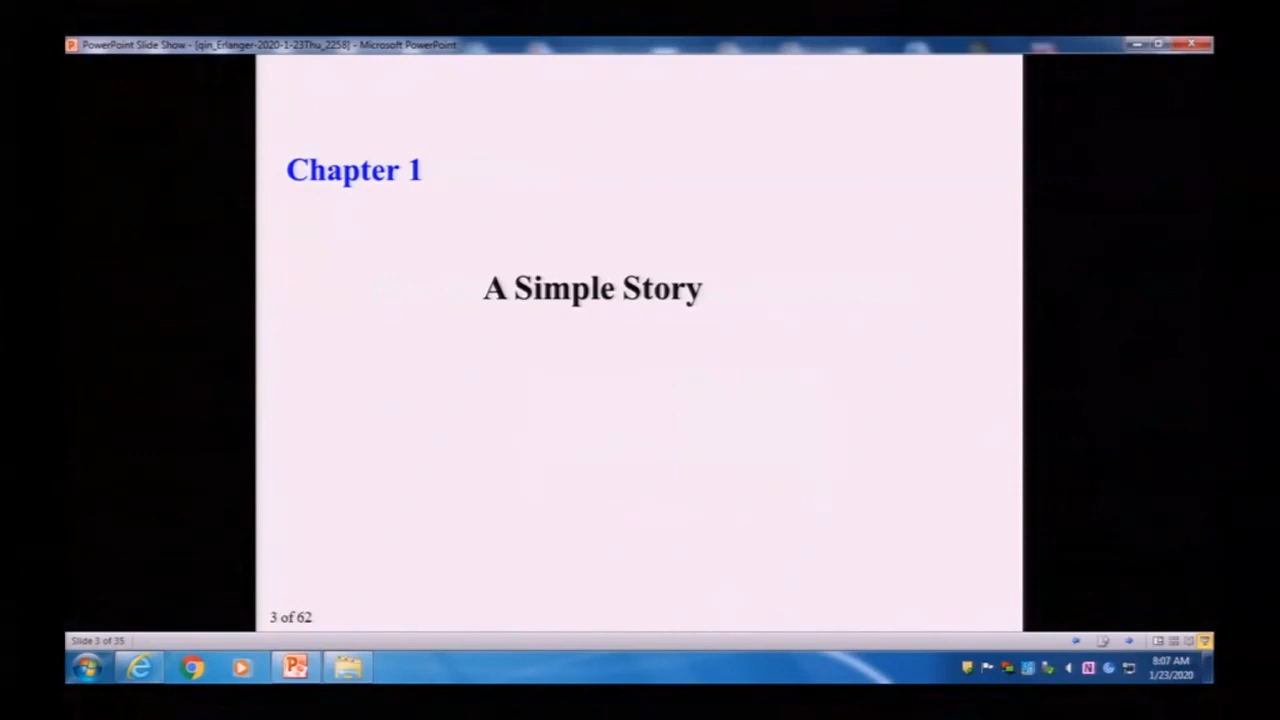 PowerPoint Slide Show - [qin_Erlanger-2020-1-23Thu_2258] - Microsoft PowerPoint
Chapter 1
A Simple Story
3 of 62
Slide 3 of 35
8:07 AM
1/23/2020